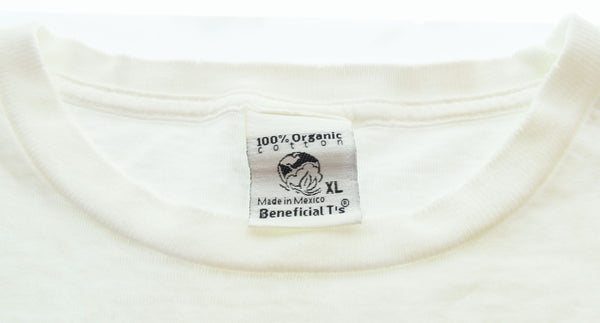 100% Organic
cotton
XL
Made in Mexico
Beneficial T's®